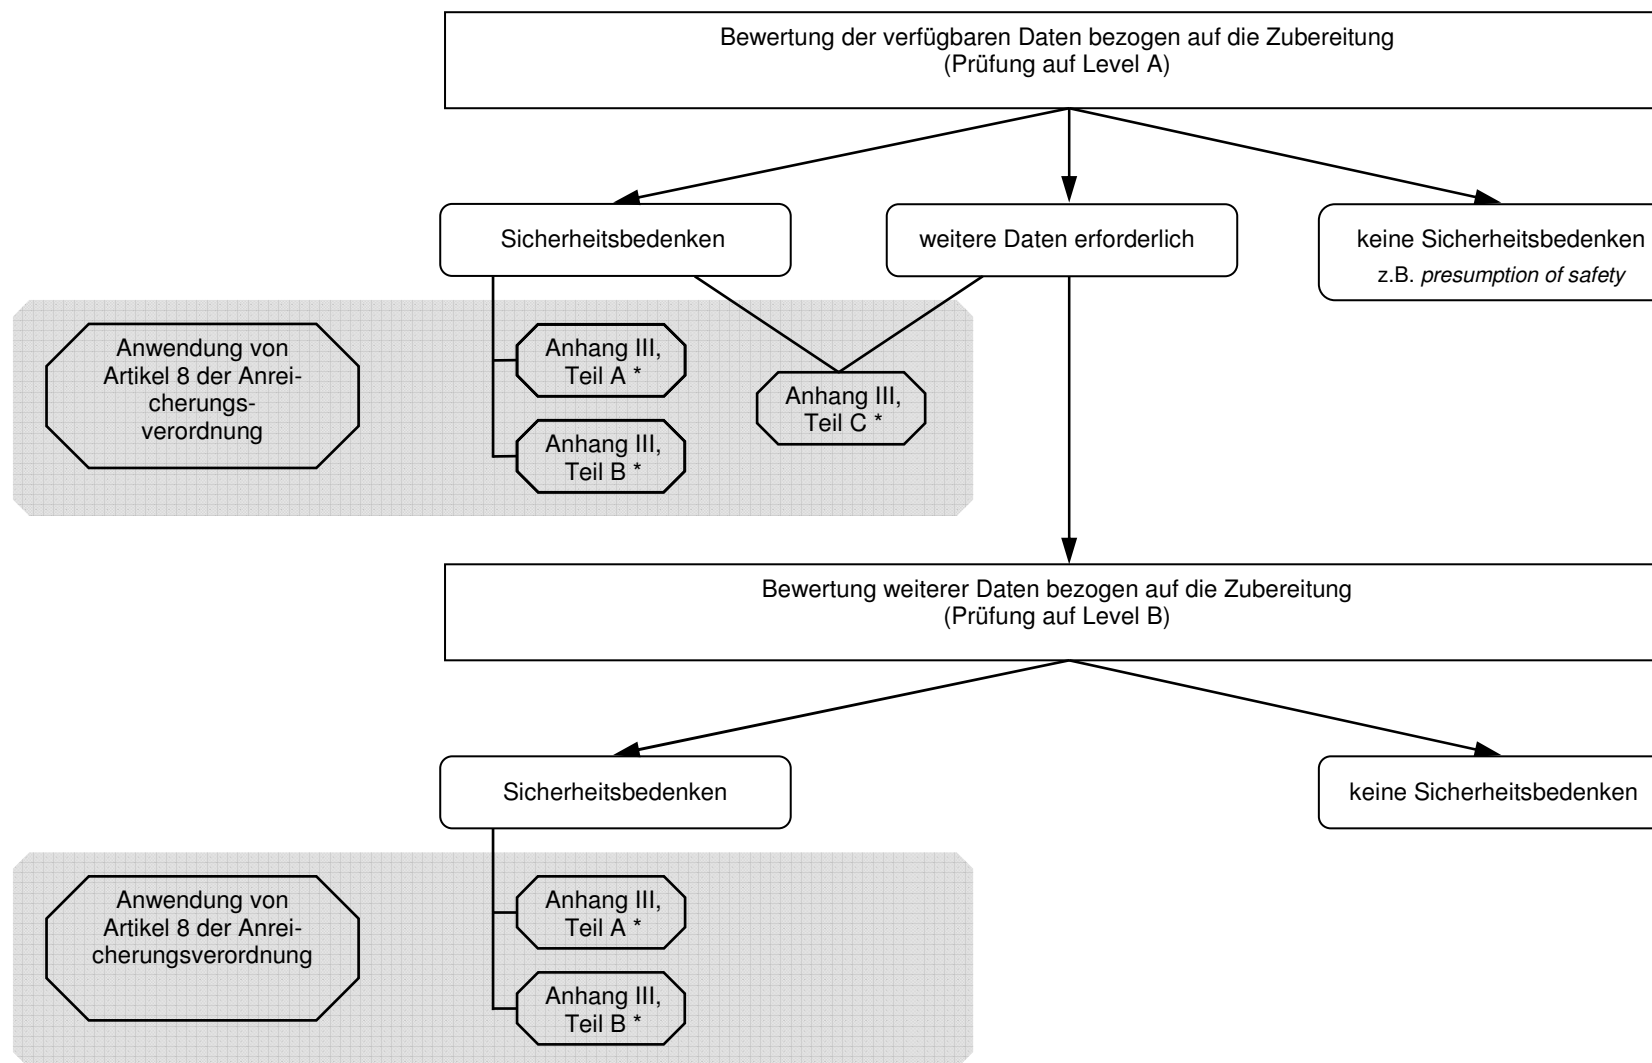 Bewertung der verfügbaren Daten bezogen auf die Zubereitung
(Prüfung auf Level A)
Sicherheitsbedenken
weitere Daten erforderlich
keine Sicherheitsbedenken
z.B. presumption of safety
Anwendung von
Artikel 8 der Anrei-
cherungs-
verordnung
Anhang III,
Teil A *
Anhang III,
Teil B *
Anhang III,
Teil C *
Bewertung weiterer Daten bezogen auf die Zubereitung
(Prüfung auf Level B)
Sicherheitsbedenken
keine Sicherheitsbedenken
Anwendung von
Artikel 8 der Anrei-
cherungsverordnung
Anhang III,
Teil A *
Anhang III,
Teil B *